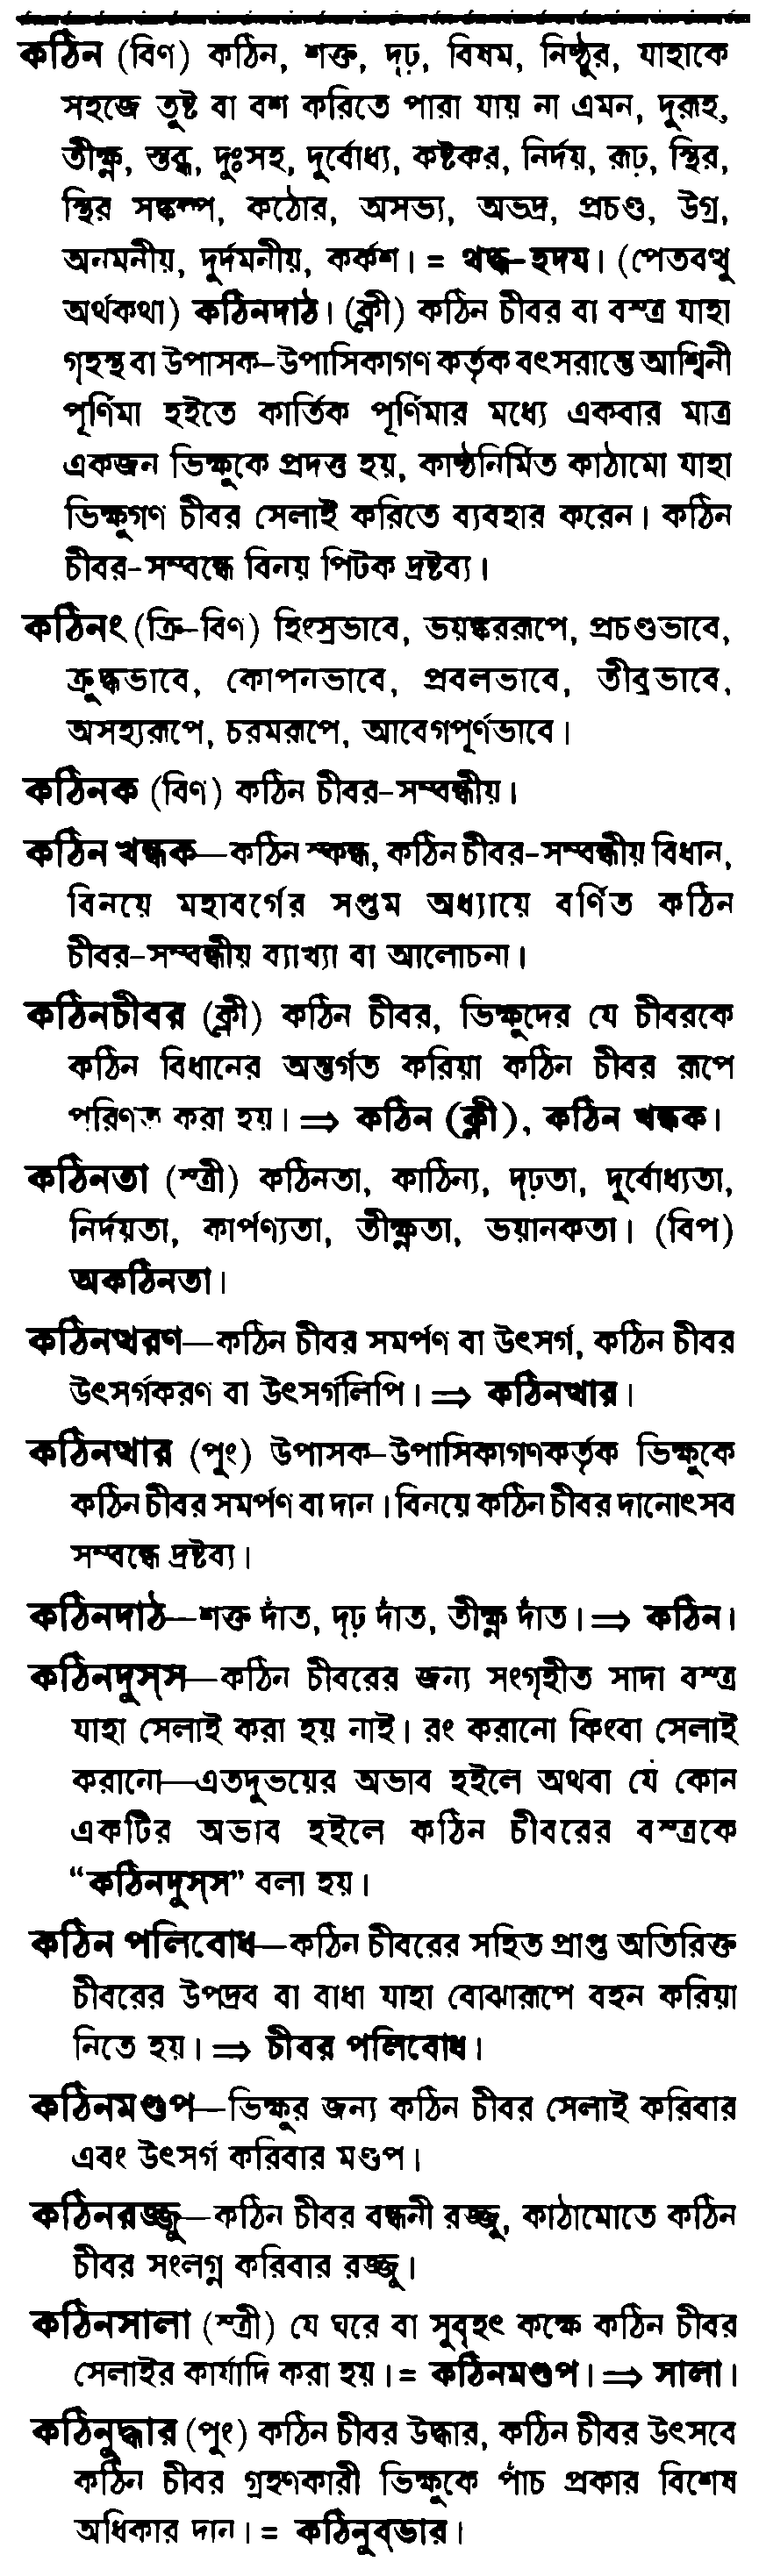 কঠিন (বিণ) কঠিন, শক্ত, দৃঢ়, বিষম, নিষ্ঠুর, যাহাকে
সহজে তুষ্ট বা বশ করিতে পারা যায় না এমন, দুরূহ,
তীক্ষ্ণ, স্তব্ধ, দুঃসহ, দুর্বোধ্য, কষ্টকর, নির্দয়, রূঢ়, স্থির,
স্থির সঙ্কল্প, কঠোর, অসভ্য, অভদ্র, প্রচণ্ড, উগ্র,
অনমনীয়, দুর্দমনীয়, কর্কশ। = থদ্ধ-হদয। (পেতবত্থু
অর্থকথা) কঠিনদাঠ। (ক্লী) কঠিন চীবর বা বস্ত্র যাহা
গৃহস্থ বা উপাসক-উপাসিকাগণ কর্তৃক বৎসরান্তে আশ্বিনী
পূর্ণিমা হইতে কার্তিক পূর্ণিমার মধ্যে একবার মাত্র
একজন ভিক্ষুকে প্রদত্ত হয়, কাষ্ঠনির্মিত কাঠামো যাহা
ভিক্ষুগণ চীবর সেলাই করিতে ব্যবহার করেন। কঠিন
চীবর-সম্বন্ধে বিনয় পিটক দ্রষ্টব্য।
কঠিনং (ক্রি-বিণ) হিংস্রভাবে, ভয়ঙ্কররূপে, প্রচণ্ডভাবে,
ক্রুদ্ধভাবে, কোপনভাবে, প্রবলভাবে, তীব্রভাবে,
অসহ্যরূপে, চরমরূপে, আবেগপূর্ণভাবে।
কঠিনক (বিণ) কঠিন চীবর-সম্বন্ধীয়।
কঠিন খন্ধক—কঠিন স্কন্ধ, কঠিন চীবর-সম্বন্ধীয় বিধান,
বিনয়ে মহাবর্গের সপ্তম অধ্যায়ে বর্ণিত কঠিন
চীবর-সম্বন্ধীয় ব্যাখ্যা বা আলোচনা।
কঠিনচীবর (ক্লী) কঠিন চীবর, ভিক্ষুদের যে চীবরকে
কঠিন বিধানের অন্তর্গত করিয়া কঠিন চীবর রূপে
পরিণত করা হয়। ⇒ কঠিন (ক্লী), কঠিন খন্ধক।
কঠিনতা (স্ত্রী) কঠিনতা, কাঠিন্য, দৃঢ়তা, দুর্বোধ্যতা,
নির্দয়তা, কার্পণ্যতা, তীক্ষ্ণতা, ভয়ানকতা। (বিপ)
অকঠিনতা।
কঠিনত্থরণ—কঠিন চীবর সমর্পণ বা উৎসর্গ, কঠিন চীবর
উৎসর্গকরণ বা উৎসর্গলিপি। ⇒ কঠিনত্থার।
কঠিনত্থার (পুং) উপাসক-উপাসিকাগণকর্তৃক ভিক্ষুকে
কঠিন চীবর সমর্পণ বা দান। বিনয়ে কঠিন চীবর দানোৎসব
সম্বন্ধে দ্রষ্টব্য।
কঠিনদাঠ—শক্ত দাঁত, দৃঢ় দাঁত, তীক্ষ্ণ দাঁত। ⇒ কঠিন।
কঠিনদুস্‌স—কঠিন চীবরের জন্য সংগৃহীত সাদা বস্ত্র
যাহা সেলাই করা হয় নাই। রং করানো কিংবা সেলাই
করানো—এতদুভয়ের অভাব হইলে অথবা যে কোন
একটির অভাব হইলে কঠিন চীবরের বস্ত্রকে
“কঠিনদুস্‌স” বলা হয়।
কঠিন পলিবোধ—কঠিন চীবরের সহিত প্রাপ্ত অতিরিক্ত
চীবরের উপদ্রব বা বাধা যাহা বোঝারূপে বহন করিয়া
নিতে হয়। ⇒ চীবর পলিবোধ।
কঠিনমণ্ডপ—ভিক্ষুর জন্য কঠিন চীবর সেলাই করিবার
এবং উৎসর্গ করিবার মণ্ডপ।
কঠিনরজ্জু—কঠিন চীবর বন্ধনী রজ্জু, কাঠামোতে কঠিন
চীবর সংলগ্ন করিবার রজ্জু।
কঠিনসালা (স্ত্রী) যে ঘরে বা সুবৃহৎ কক্ষে কঠিন চীবর
সেলাইর কার্যাদি করা হয়। = কঠিনমণ্ডপ। ⇒ সালা।
কঠিনুদ্ধার (পুং) কঠিন চীবর উদ্ধার, কঠিন চীবর উৎসবে
কঠিন চীবর গ্রহণকারী ভিক্ষুকে পাঁচ প্রকার বিশেষ
অধিকার দান। = কঠিনুব্‌ভার।